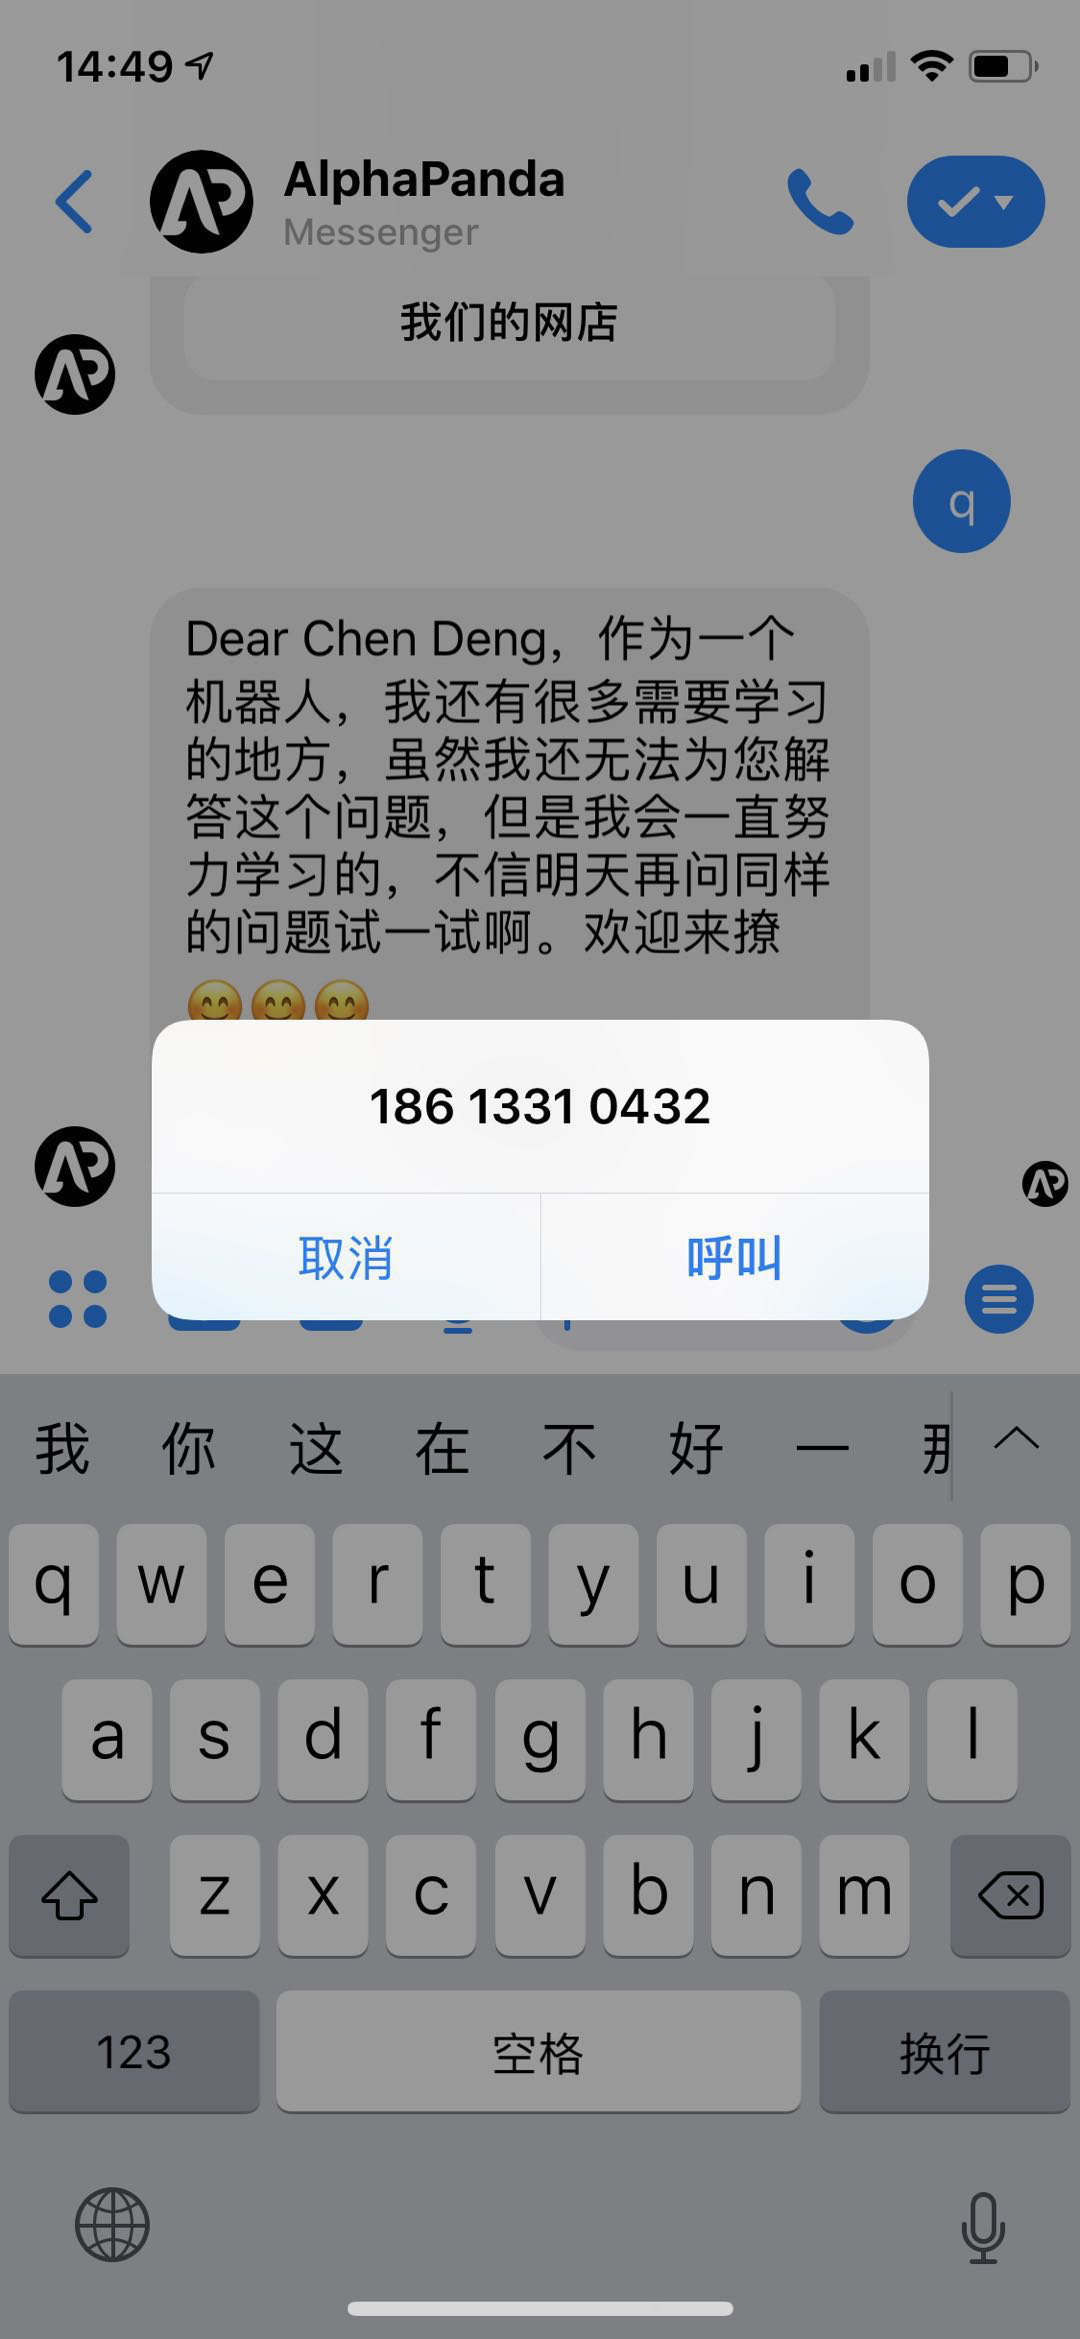 14:49
AlphaPanda
Messenger
我们的网店
q
Dear Chen Deng，作为一个
机器人，我还有很多需要学习
的地方，虽然我还无法为您解
答这个问题，但是我会一直努
力学习的，不信明天再问同样
的问题试一试啊。欢迎来撩
😊😊😊
186 1331 0432
取消 呼叫
我 你 这 在 不 好 一 那
q w e r t y u i o p
a s d f g h j k l
z x c v b n m
123 空格 换行